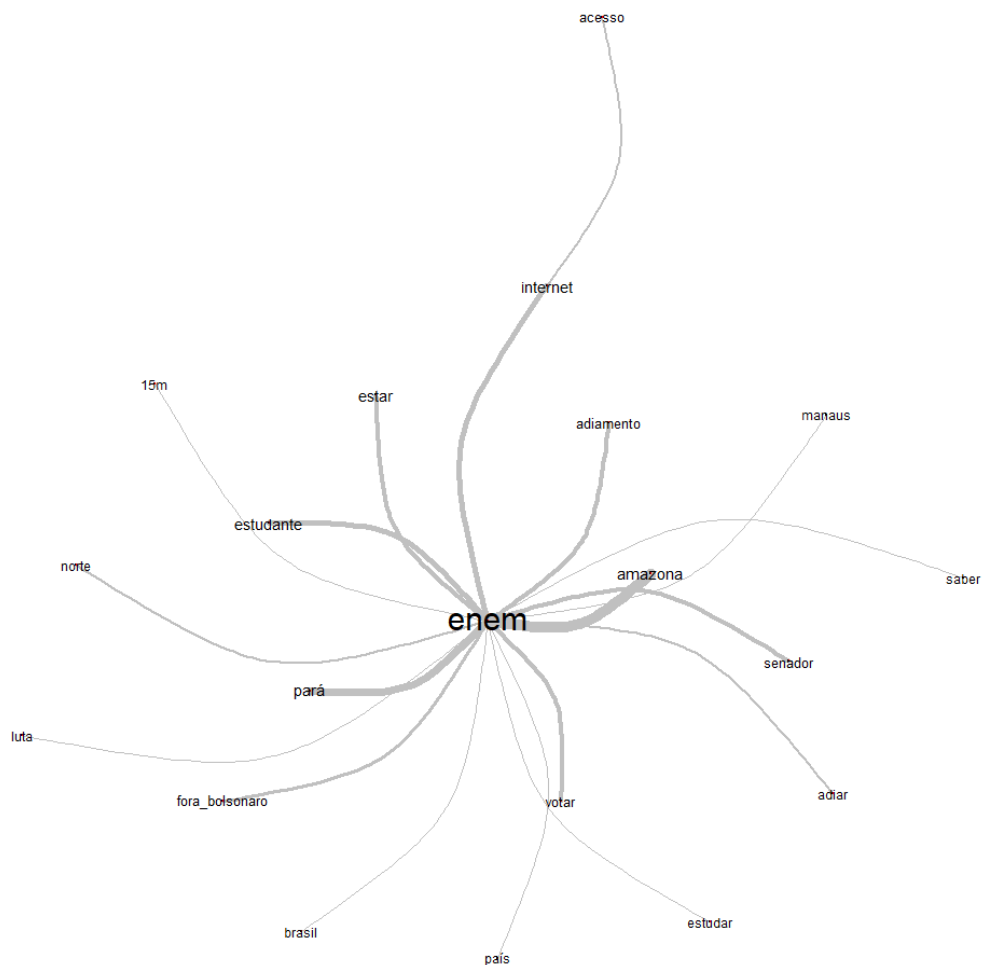 acesso
internet
15m
estar
manaus
adiamento
estudante
norte
amazona
saber
enem
senador
pará
luta
adiar
fora_bolsonaro
votar
estudar
brasil
país